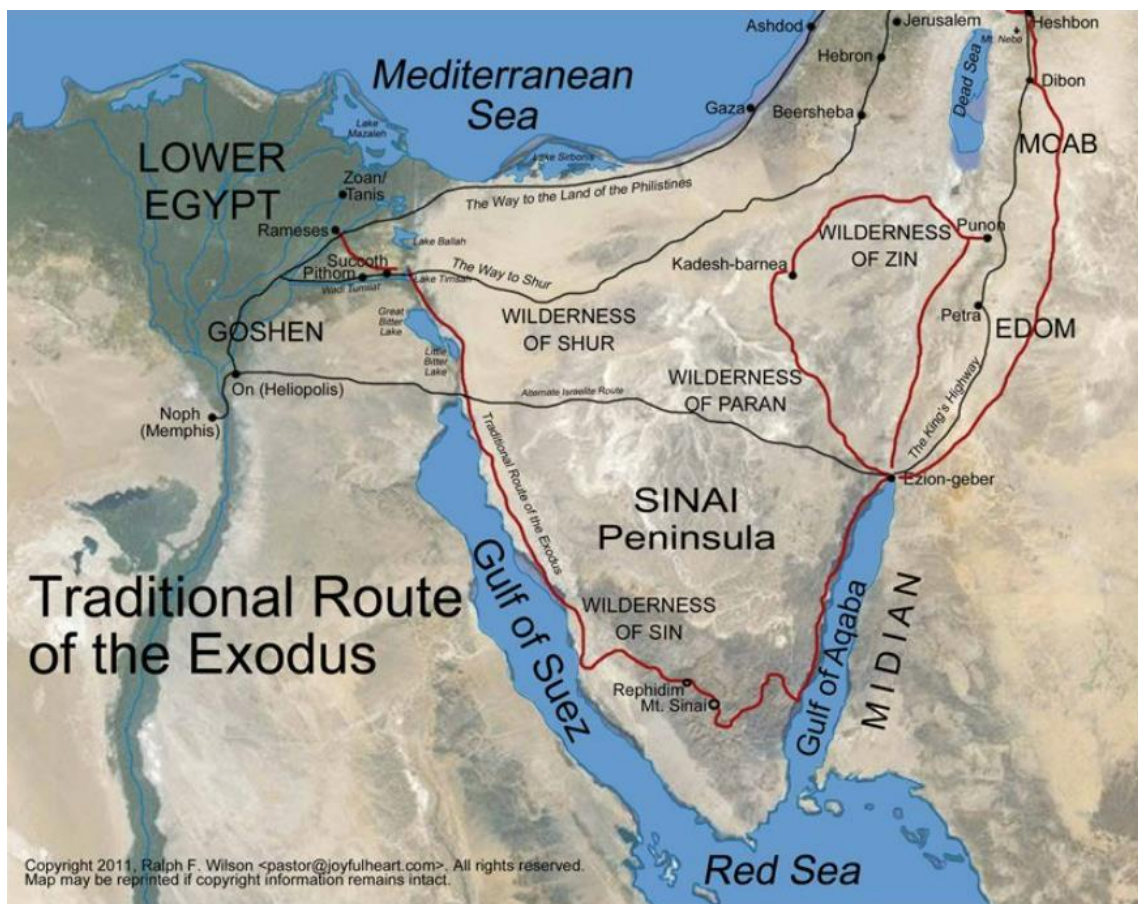 Ashdod
Jerusalem
Heshbon
Mt. Nebo
Mediterranean
Sea
Hebron
Dead Sea
Dibon
Gaza
Beersheba
Lake
Mazaleh
LOWER
EGYPT
Lake Sirbonis
MOAB
Zoan/
Tanis
The Way to the Land of the Philistines
Rameses
Lake Ballah
WILDERNESS
OF ZIN
Punon
Succoth
Pithom
Wadi Tumilat
Lake Timsah
The Way to Shur
Kadesh-barnea
Great
Bitter
Lake
WILDERNESS
OF SHUR
Petra
EDOM
GOSHEN
Little
Bitter
Lake
On (Heliopolis)
Alternate Israelite Route
WILDERNESS
OF PARAN
The King's Highway
Noph
(Memphis)
Traditional Route of the Exodus
Ezion-geber
SINAI
Peninsula
Traditional Route
of the Exodus
Gulf of Suez
WILDERNESS
OF SIN
Gulf of Aqaba
MIDIAN
Rephidim
Mt. Sinai
Red Sea
Copyright 2011, Ralph F. Wilson <pastor@joyfulheart.com>. All rights reserved.
Map may be reprinted if copyright information remains intact.